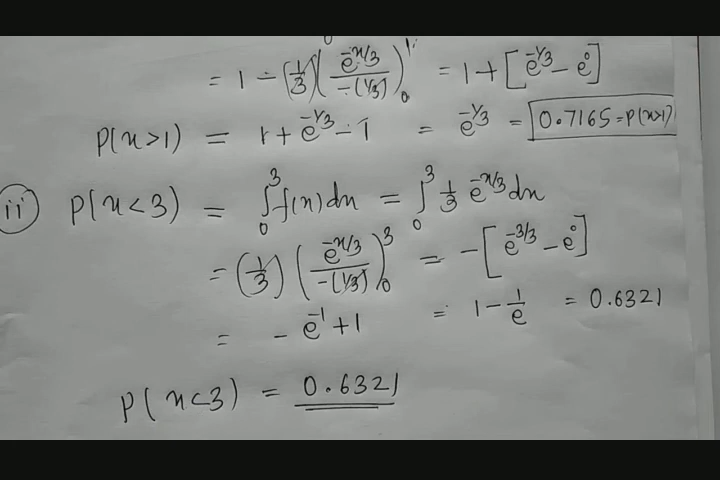 = 1 - (1/3) (e^{-x/3} / -(1/3))_0^1 = 1 + [e^{-1/3} - e^0]
P(x>1) = 1 + e^{-1/3} - 1 = e^{-1/3} = 0.7165 = P(x>1)
(ii) P(x<3) = ∫_0^3 f(x) dx = ∫_0^3 1/3 e^{-x/3} dx
= (1/3) (e^{-x/3} / -(1/3))_0^3 = -[e^{-3/3} - e^0]
= - e^{-1} + 1 = 1 - 1/e = 0.6321
P(x<3) = 0.6321